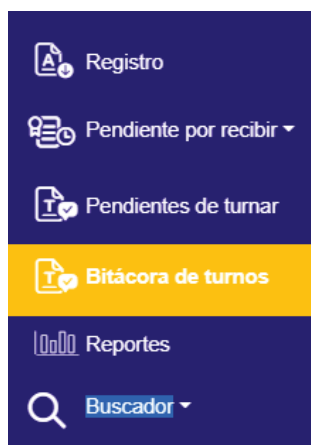 Registro
Pendiente por recibir
Pendientes de turnar
Bitácora de turnos
Reportes
Buscador